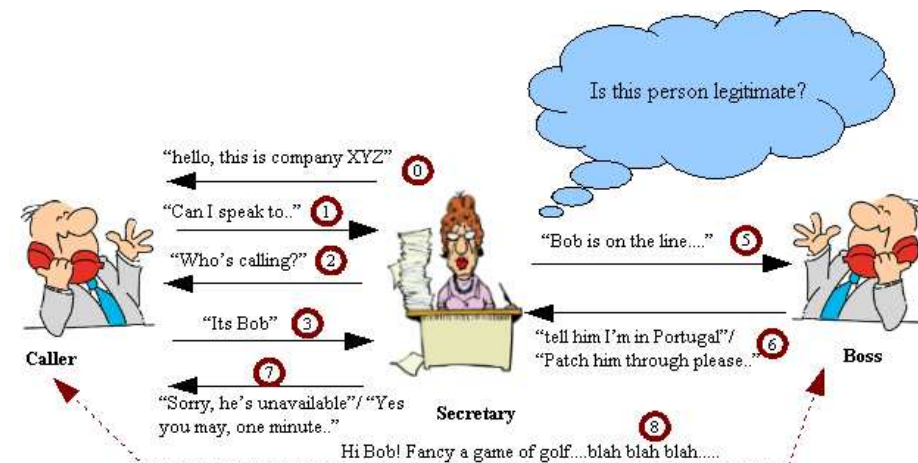 Is this person legitimate?
“hello, this is company XYZ”
0
“Can I speak to..”
1
“Who’s calling?”
2
“Its Bob”
3
“Bob is on the line....”
5
“tell him I’m in Portugal”/
“Patch him through please..”
6
Caller
7
“Sorry, he’s unavailable”/ “Yes
you may, one minute..”
Secretary
Boss
8
Hi Bob! Fancy a game of golf....blah blah blah.....